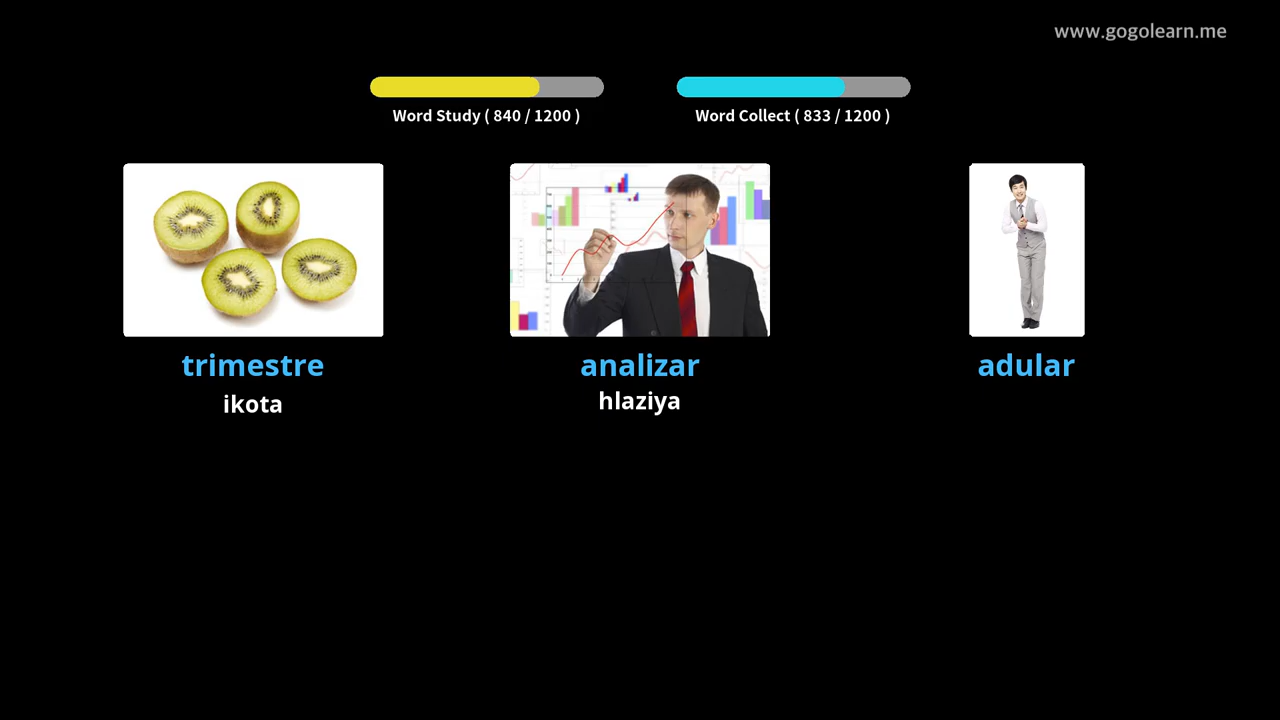 www.gogolearn.me
Word Study ( 840 / 1200 )
Word Collect ( 833 / 1200 )
trimestre
ikota
analizar
hlaziya
adular